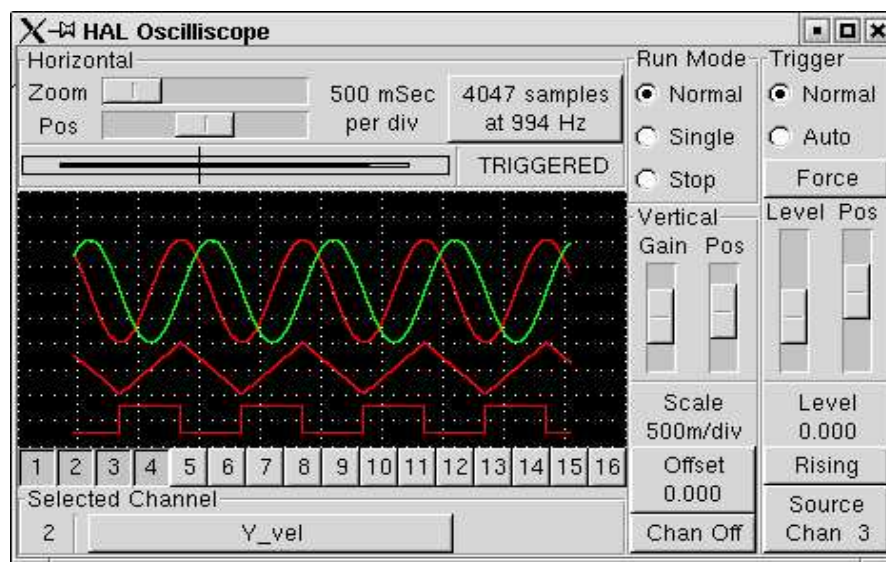 HAL Oscilliscope
Horizontal
Zoom
Pos
500 mSec
per div
4047 samples
at 994 Hz
TRIGGERED
Run Mode
Normal
Single
Stop
Trigger
Normal
Auto
Force
Vertical
Gain Pos
Level Pos
Scale
500m/div
Offset
0.000
Chan Off
Level
0.000
Rising
Source
Chan 3
1 2 3 4 5 6 7 8 9 10 11 12 13 14 15 16
Selected Channel
2 Y_vel